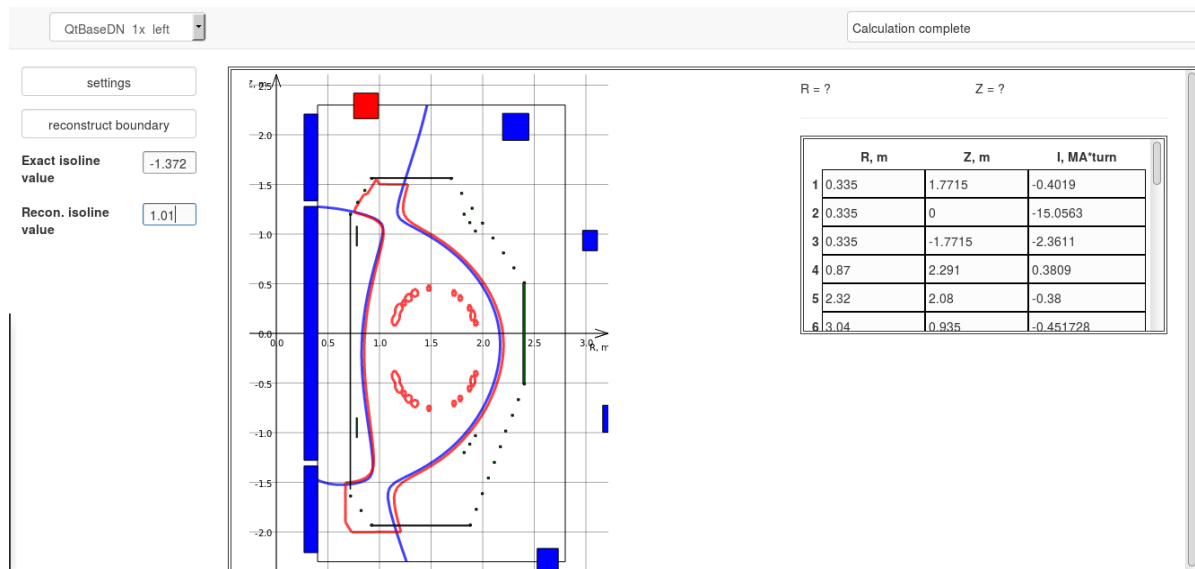 QtBaseDN 1x left
Calculation complete
settings
reconstruct boundary
Exact isoline
value
-1.372
Recon. isoline
value
1.01
Z, m
2.5
2.0
1.5
1.0
0.5
0.0
-0.5
-1.0
-1.5
-2.0
0.0 0.5 1.0 1.5 2.0 2.5 3.0
R, m
R = ? Z = ?
R, m Z, m I, MA*turn
1 0.335 1.7715 -0.4019
2 0.335 0 -15.0563
3 0.335 -1.7715 -2.3611
4 0.87 2.291 0.3809
5 2.32 2.08 -0.38
6 3.04 0.935 -0.451728